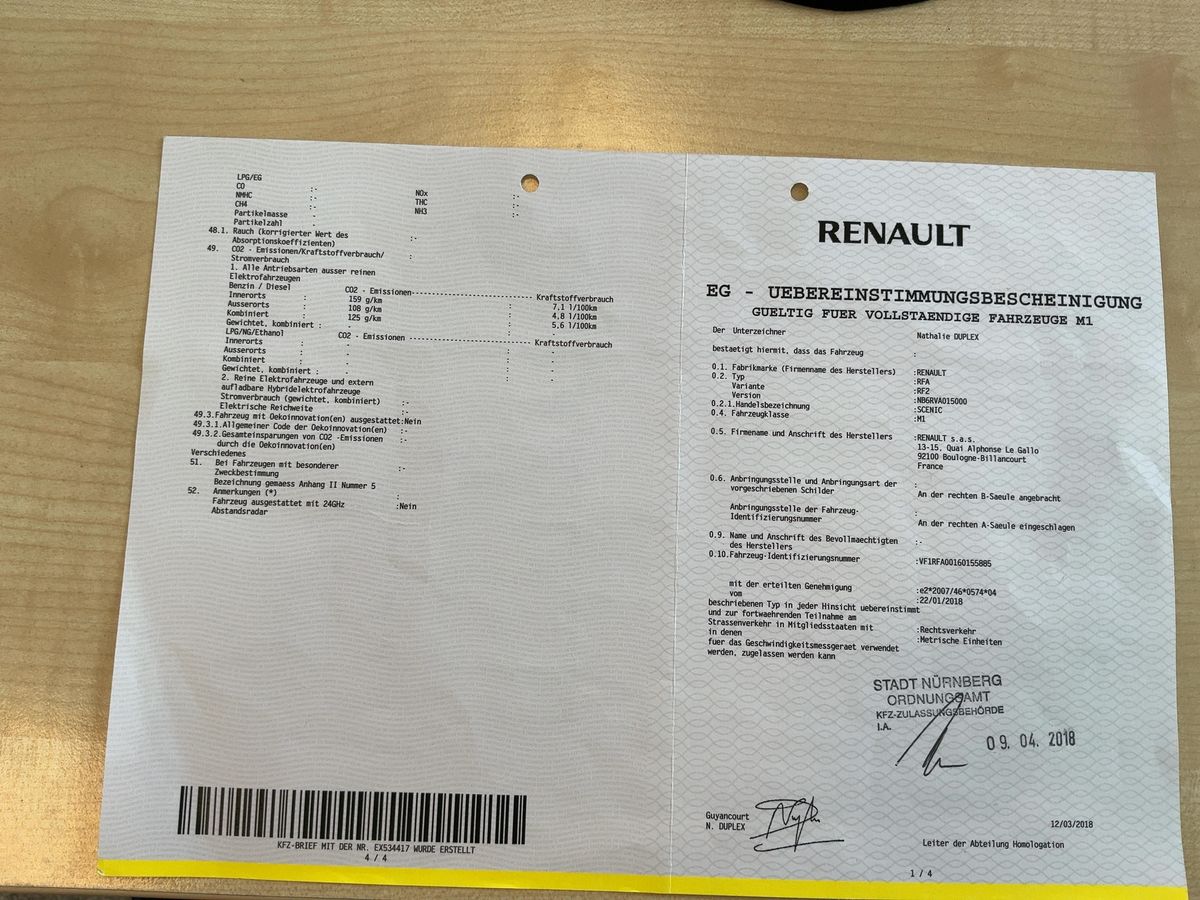 LPG/EG
CO :- NOx :-
NMHC :- THC :-
CH4 :- NH3 :-
Partikelmasse .
Partikelzahl .
48.1. Rauch (korrigierter Wert des
Absorptionskoeffizienten) :-
49. CO2 - Emissionen/Kraftstoffverbrauch/
Stromverbrauch :
1. Alle Antriebsarten ausser reinen
Elektrofahrzeugen
Benzin / Diesel CO2 - Emissionen------------------------------ Kraftstoffverbrauch
Innerorts : 159 g/km : 7,1 l/100km
Ausserorts : 108 g/km : 4,8 l/100km
Kombiniert : 125 g/km : 5,6 l/100km
Gewichtet, kombiniert : . : .
LPG/NG/Ethanol CO2 - Emissionen ------------------------------ Kraftstoffverbrauch
Innerorts : . : .
Ausserorts : . : .
Kombiniert : . : .
Gewichtet, kombiniert : . : .
2. Reine Elektrofahrzeuge und extern
aufladbare Hybridelektrofahrzeuge
Stromverbrauch (gewichtet, kombiniert) :-
Elektrische Reichweite :-
49.3.Fahrzeug mit Oekoinnovation(en) ausgestattet:Nein
49.3.1.Allgemeiner Code der Oekoinnovation(en) :-
49.3.2.Gesamteinsparungen von CO2 -Emissionen :-
durch die Oekoinnovation(en)
Verschiedenes
51. Bei Fahrzeugen mit besonderer :-
Zweckbestimmung
Bezeichnung gemaess Anhang II Nummer 5
52. Anmerkungen (*) :
Fahrzeug ausgestattet mit 24GHz :Nein
Abstandsradar
KFZ-BRIEF MIT DER NR. EX534417 WURDE ERSTELLT
4 / 4
RENAULT
EG - UEBEREINSTIMMUNGSBESCHEINIGUNG
GUELTIG FUER VOLLSTAENDIGE FAHRZEUGE M1
Der Unterzeichner Nathalie DUPLEX
bestaetigt hiermit, dass das Fahrzeug :
0.1. Fabrikmarke (Firmenname des Herstellers) :RENAULT
0.2. Typ :RFA
Variante :RF2
Version :NB6RVA015000
0.2.1.Handelsbezeichnung :SCENIC
0.4. Fahrzeugklasse :M1
0.5. Firmename und Anschrift des Herstellers :RENAULT s.a.s.
13-15, Quai Alphonse Le Gallo
92100 Boulogne-Billancourt
France
0.6. Anbringungsstelle und Anbringungsart der :
vorgeschriebenen Schilder An der rechten B-Saeule angebracht
Anbringungsstelle der Fahrzeug- :
Identifizierungsnummer An der rechten A-Saeule eingeschlagen
0.9. Name und Anschrift des Bevollmaechtigten :-
des Herstellers
0.10.Fahrzeug-Identifizierungsnummer :VF1RFA00160155885
mit der erteilten Genehmigung :e2*2007/46*0574*04
vom :22/01/2018
beschriebenen Typ in jeder Hinsicht uebereinstimmt
und zur fortwaehrenden Teilnahme am
Strassenverkehr in Mitgliedsstaaten mit :Rechtsverkehr
in denen :Metrische Einheiten
fuer das Geschwindigkeitsmessgeraet verwendet
werden, zugelassen werden kann
STADT NÜRNBERG
ORDNUNGSAMT
KFZ-ZULASSUNGSBEHÖRDE
I.A.
09. 04. 2018
Guyancourt
N. DUPLEX
12/03/2018
Leiter der Abteilung Homologation
1 / 4